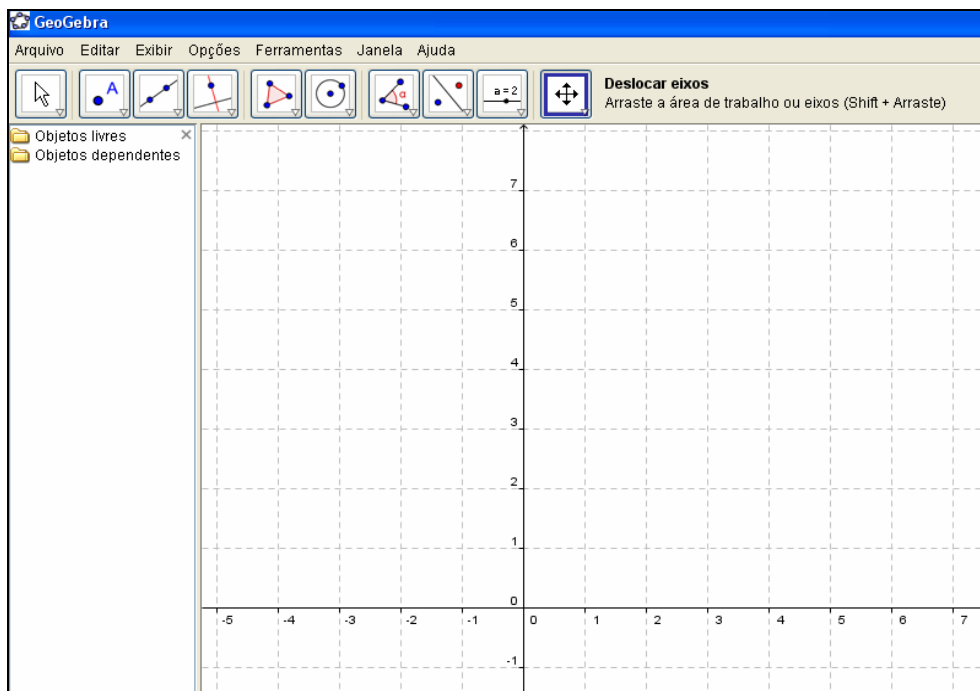 GeoGebra
Arquivo Editar Exibir Opções Ferramentas Janela Ajuda
A
α
a = 2
Deslocar eixos
Arraste a área de trabalho ou eixos (Shift + Arraste)
Objetos livres
Objetos dependentes
7
6
5
4
3
2
1
0
-5 -4 -3 -2 -1 0 1 2 3 4 5 6 7
-1